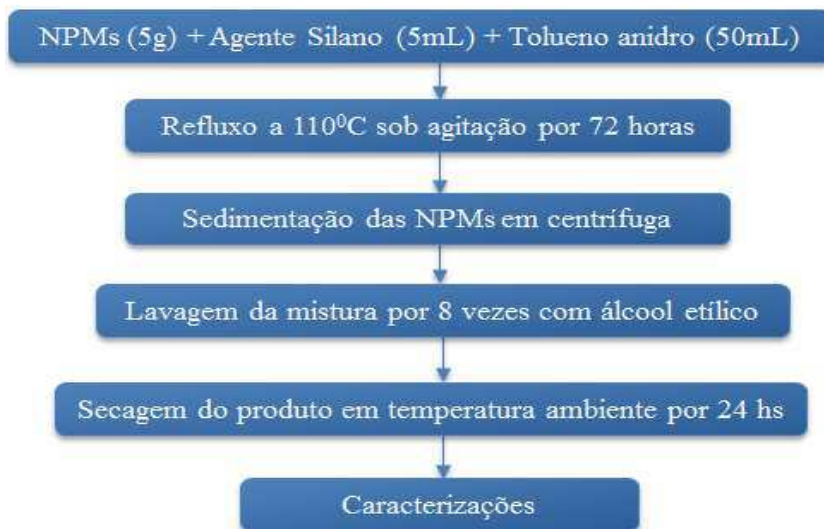 NPMs (5g) + Agente Silano (5mL) + Tolueno anidro (50mL)
Refluxo a 110⁰C sob agitação por 72 horas
Sedimentação das NPMs em centrífuga
Lavagem da mistura por 8 vezes com álcool etílico
Secagem do produto em temperatura ambiente por 24 hs
Caracterizações